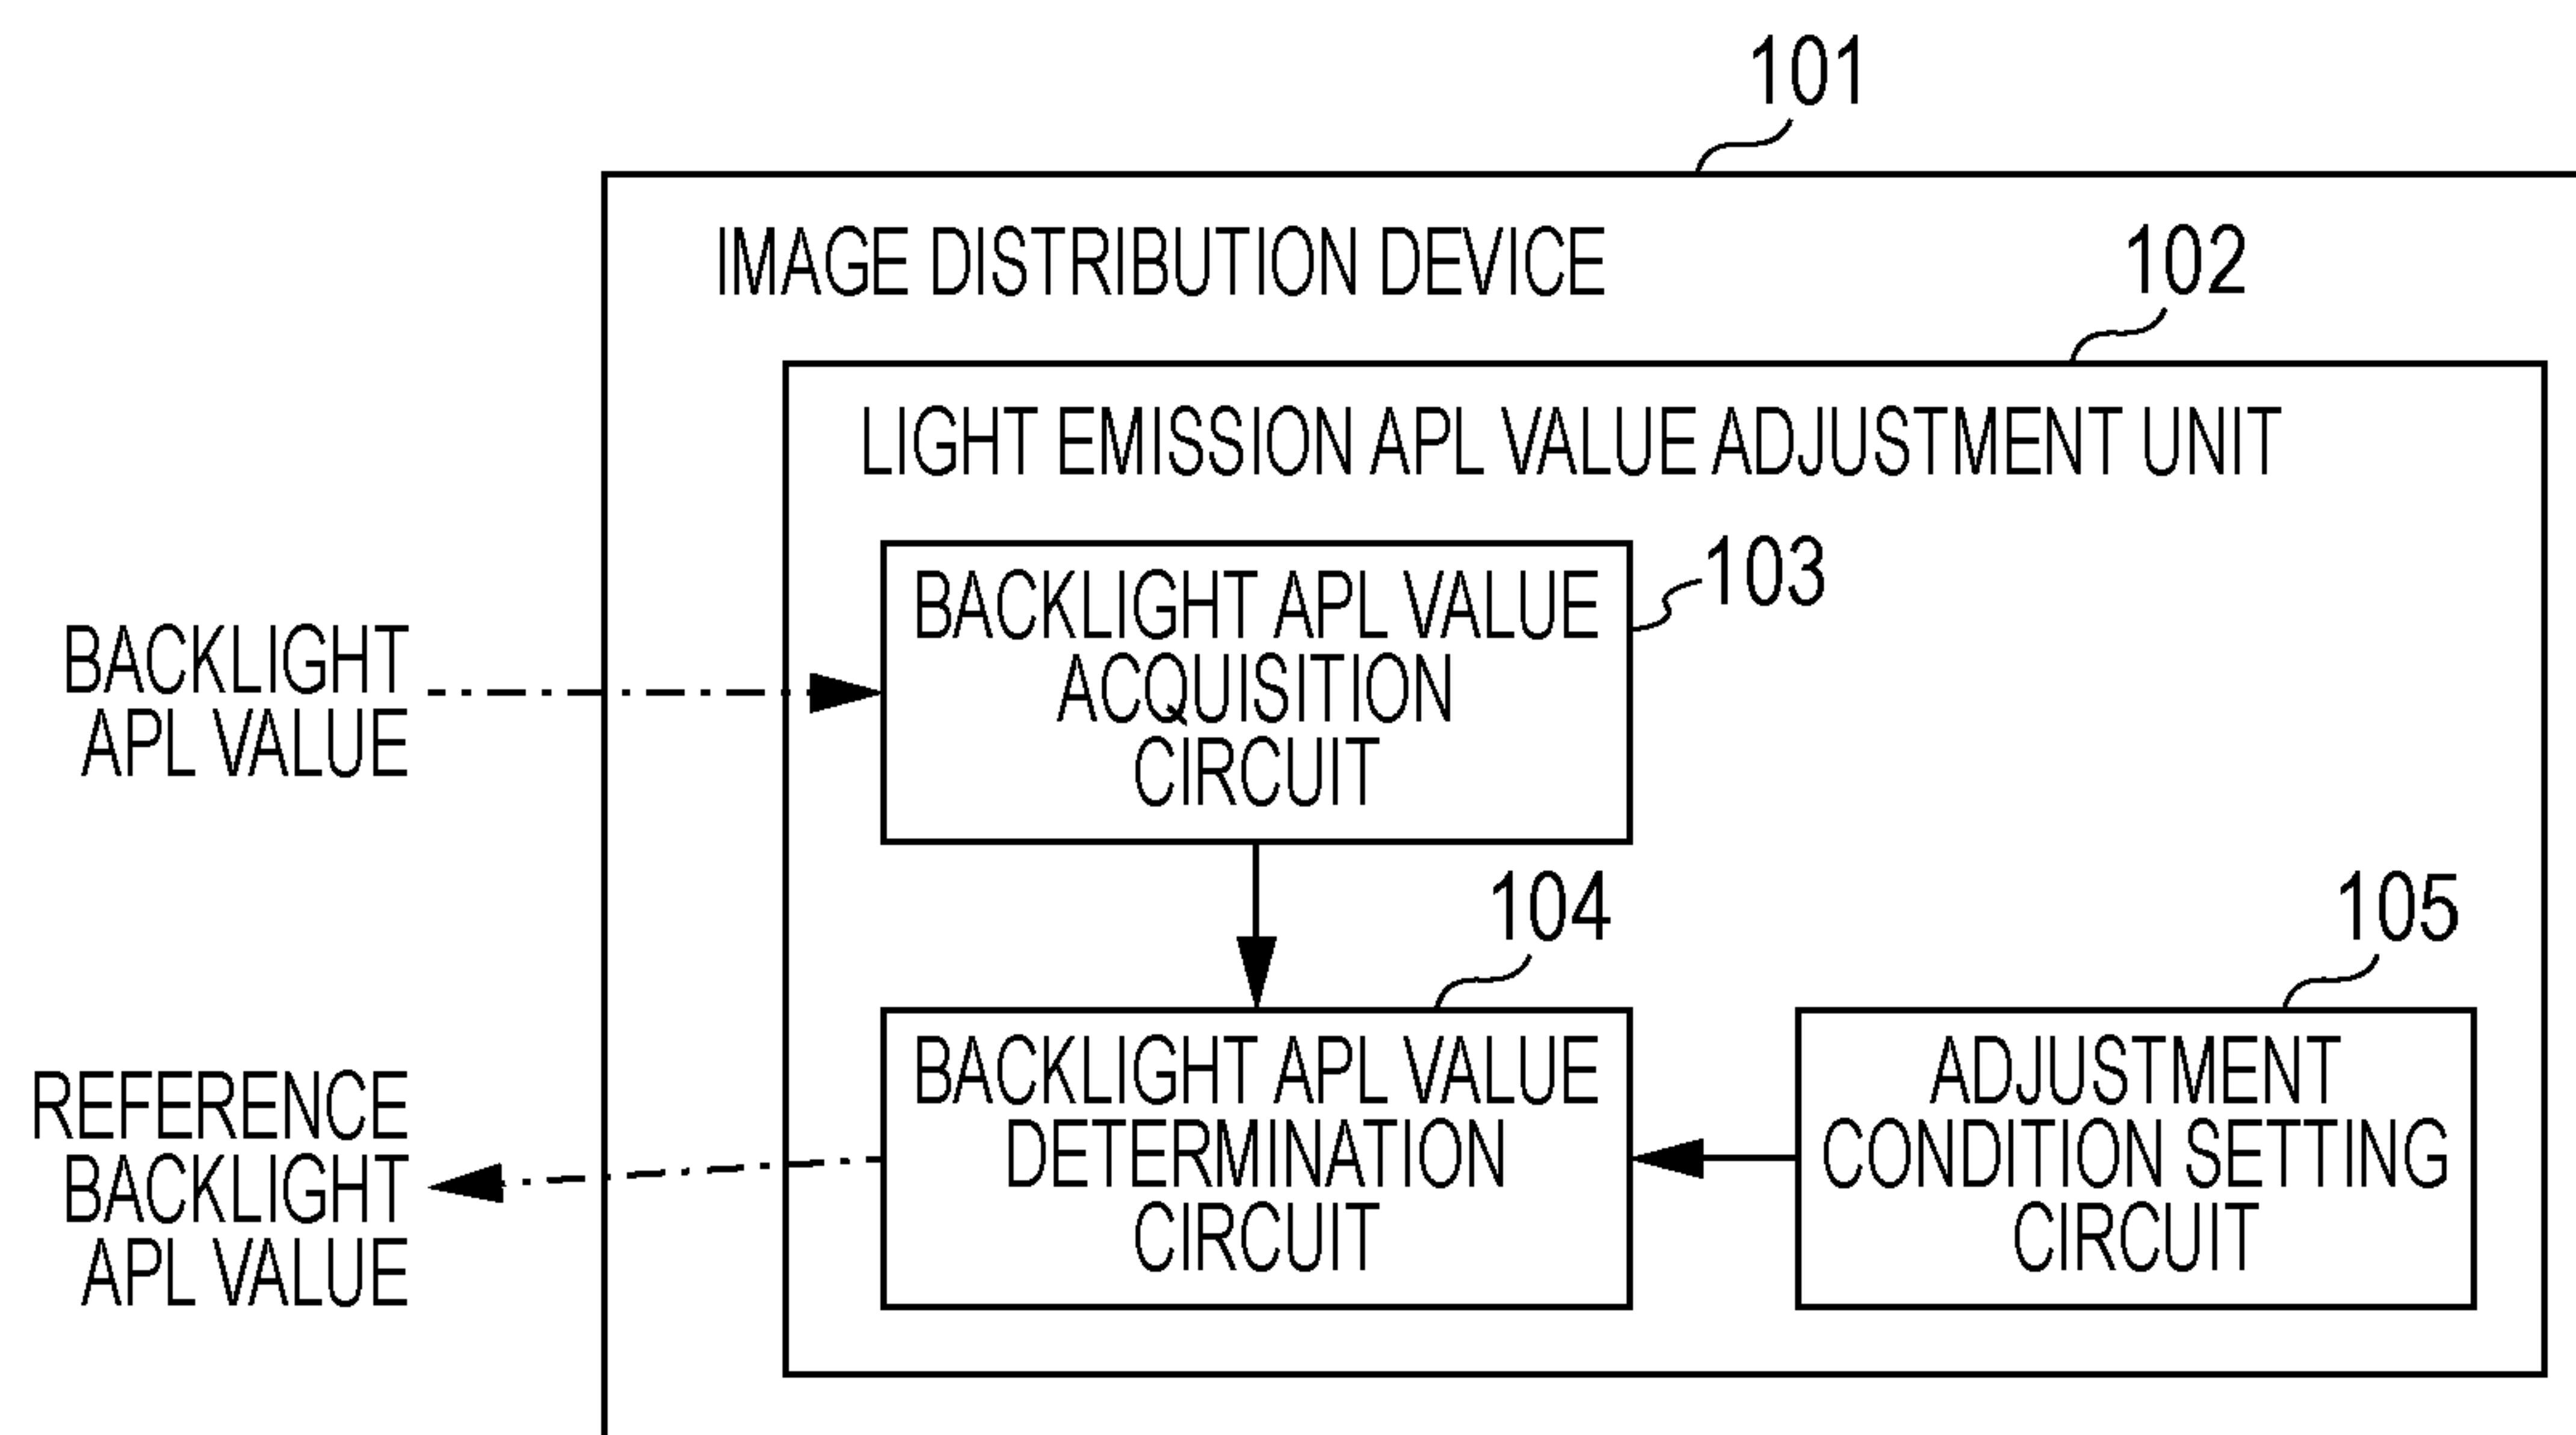 101
IMAGE DISTRIBUTION DEVICE
102
LIGHT EMISSION APL VALUE ADJUSTMENT UNIT
BACKLIGHT APL VALUE
ACQUISITION
CIRCUIT
103
BACKLIGHT
APL VALUE
104
105
BACKLIGHT APL VALUE
DETERMINATION
CIRCUIT
ADJUSTMENT
CONDITION SETTING
CIRCUIT
REFERENCE
BACKLIGHT
APL VALUE